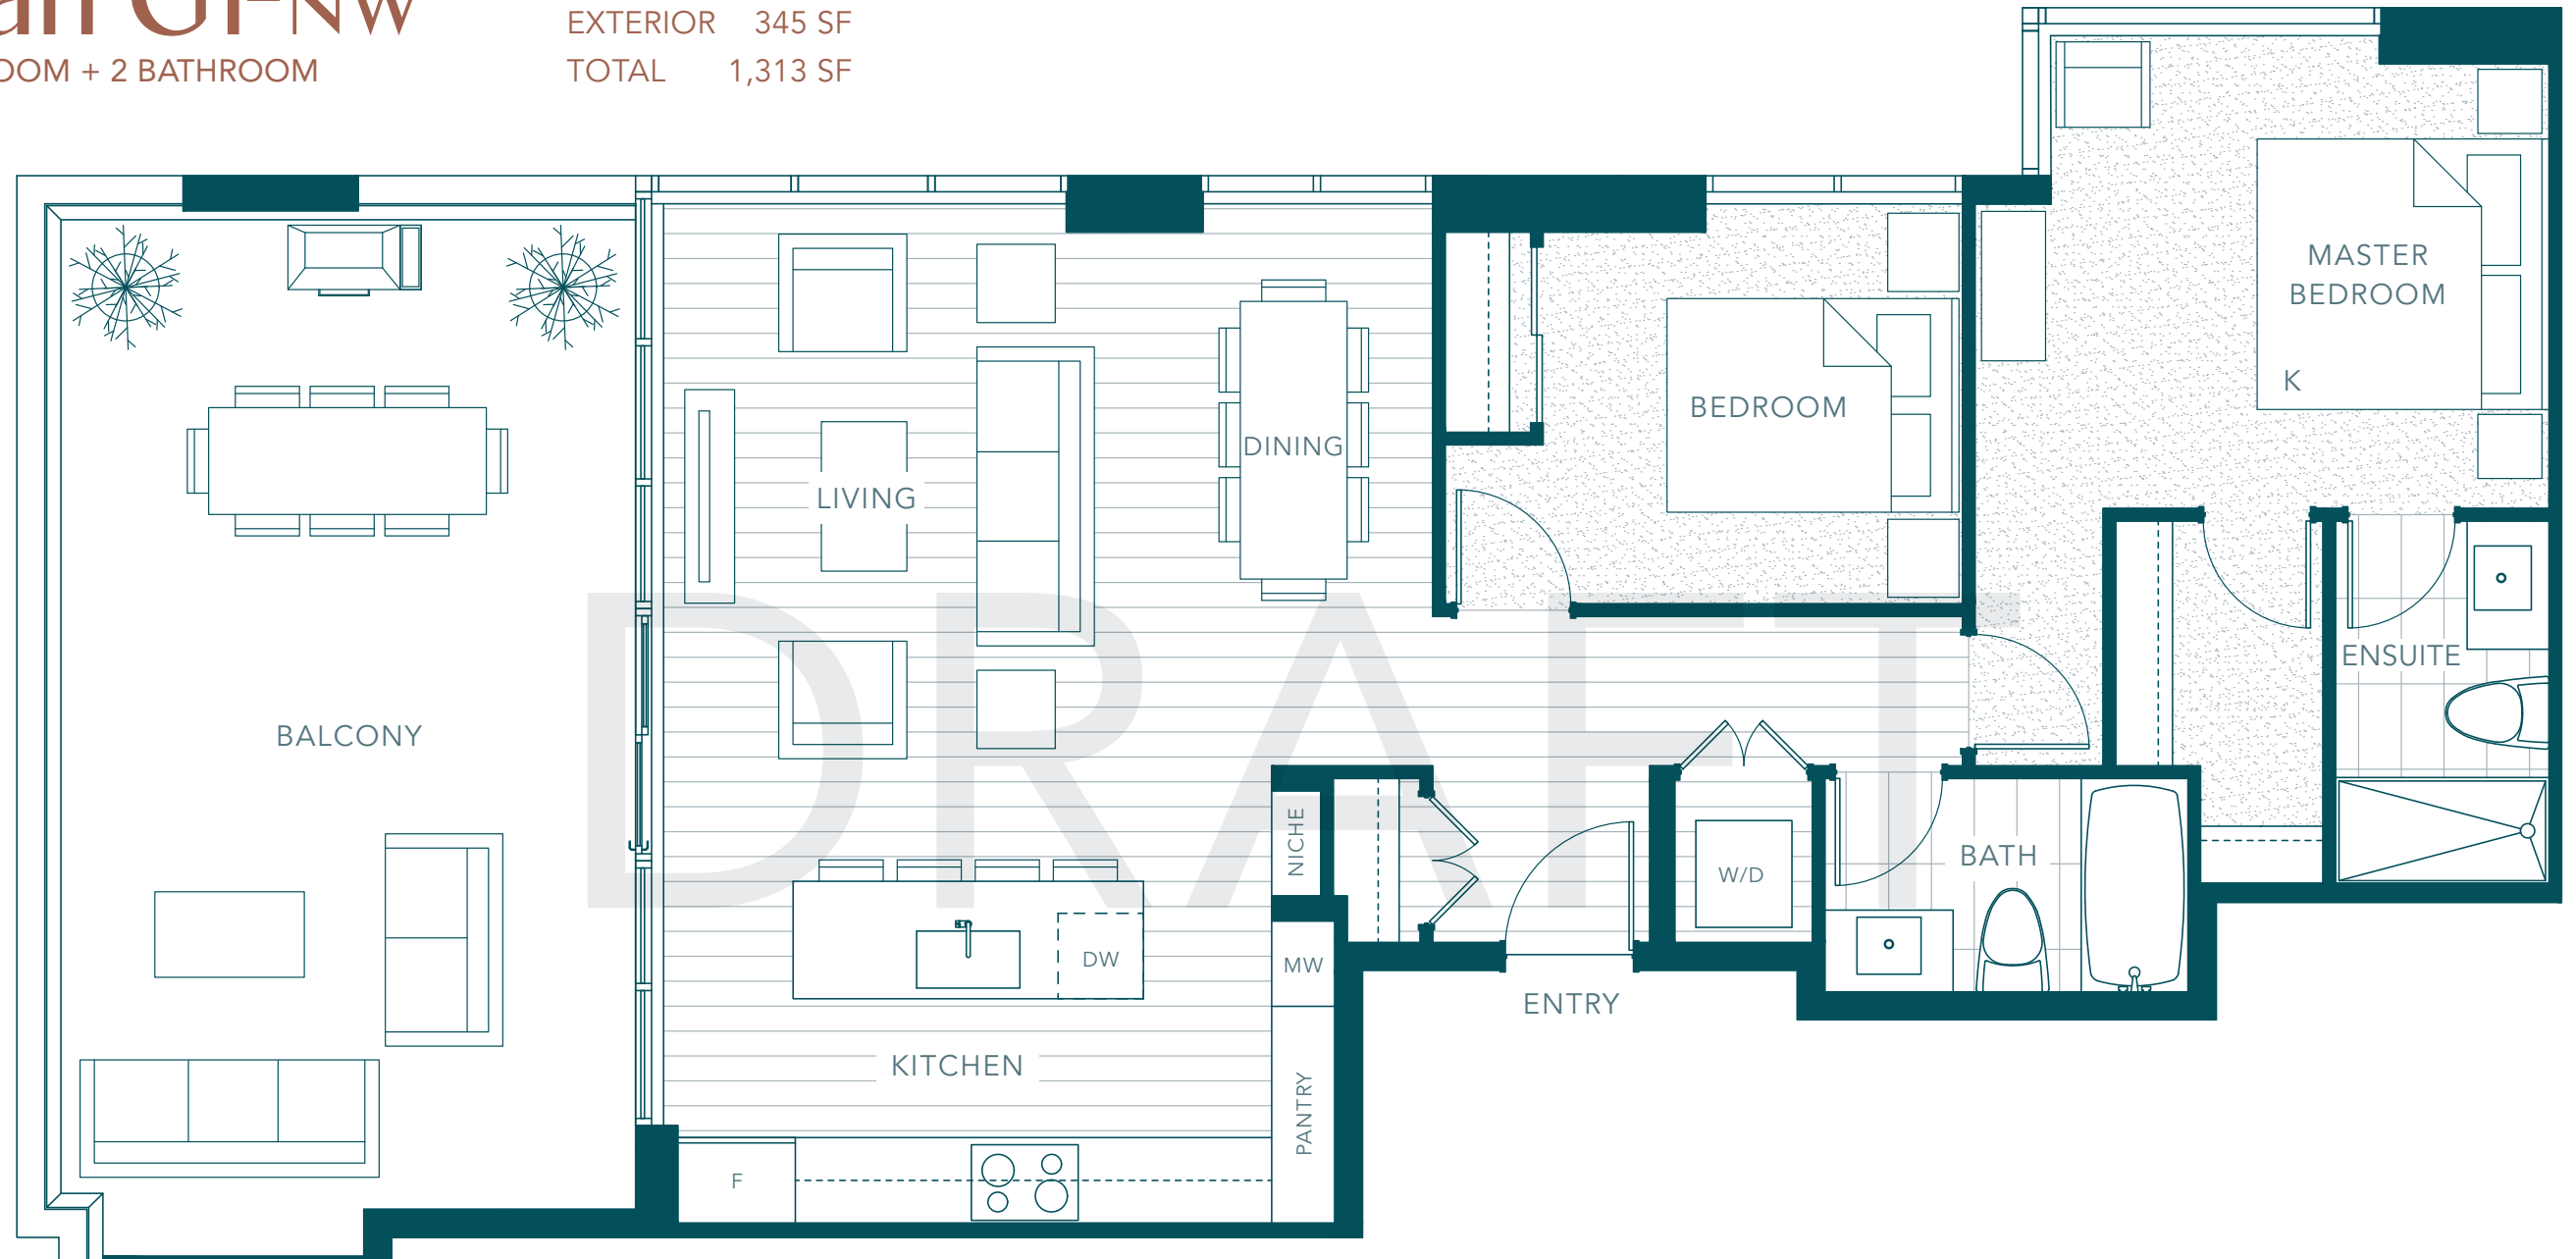 EXTERIOR 345 SF
+ 2 BATHROOM
TOTAL 1,313 SF
MASTER
BEDROOM
K
BEDROOM
DINING
LIVING
ENSUITE
BALCONY
DRAFT
NICHE
BATH
W/D
DW
MW
ENTRY
KITCHEN
PANTRY
F